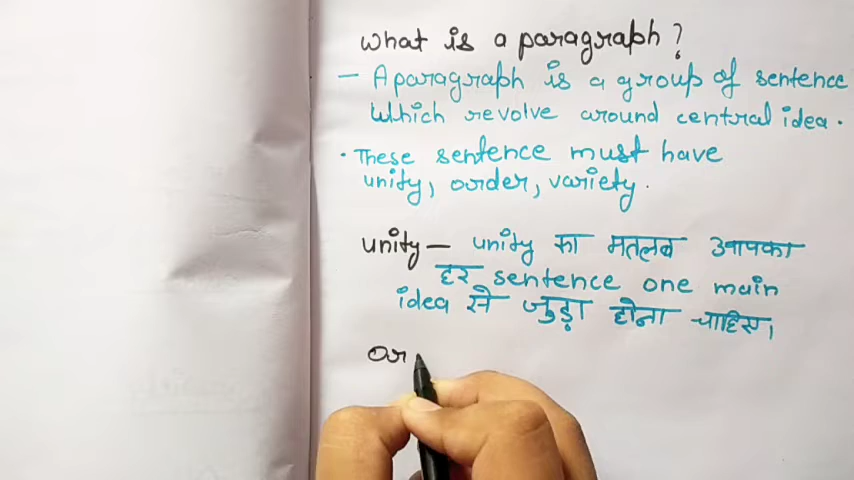 What is a paragraph?
- A paragraph is a group of sentence
which revolve around central idea.
· These sentence must have
unity, order, variety.
unity - unity का मतलब आपका
हर sentence one main
idea से जुड़ा होना चाहिए।
Or